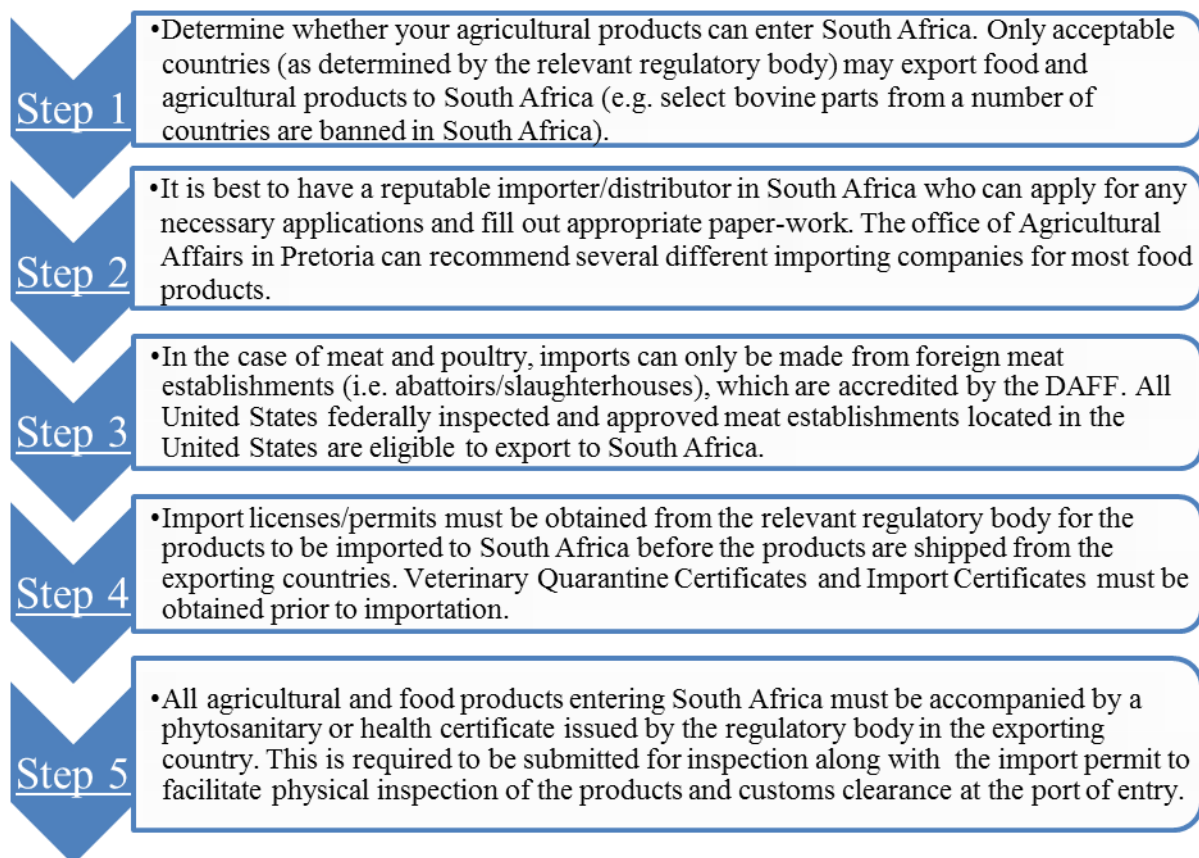 Step 1
•Determine whether your agricultural products can enter South Africa. Only acceptable
countries (as determined by the relevant regulatory body) may export food and
agricultural products to South Africa (e.g. select bovine parts from a number of
countries are banned in South Africa).
Step 2
•It is best to have a reputable importer/distributor in South Africa who can apply for any
necessary applications and fill out appropriate paper-work. The office of Agricultural
Affairs in Pretoria can recommend several different importing companies for most food
products.
Step 3
•In the case of meat and poultry, imports can only be made from foreign meat
establishments (i.e. abattoirs/slaughterhouses), which are accredited by the DAFF. All
United States federally inspected and approved meat establishments located in the
United States are eligible to export to South Africa.
Step 4
•Import licenses/permits must be obtained from the relevant regulatory body for the
products to be imported to South Africa before the products are shipped from the
exporting countries. Veterinary Quarantine Certificates and Import Certificates must be
obtained prior to importation.
Step 5
•All agricultural and food products entering South Africa must be accompanied by a
phytosanitary or health certificate issued by the regulatory body in the exporting
country. This is required to be submitted for inspection along with the import permit to
facilitate physical inspection of the products and customs clearance at the port of entry.